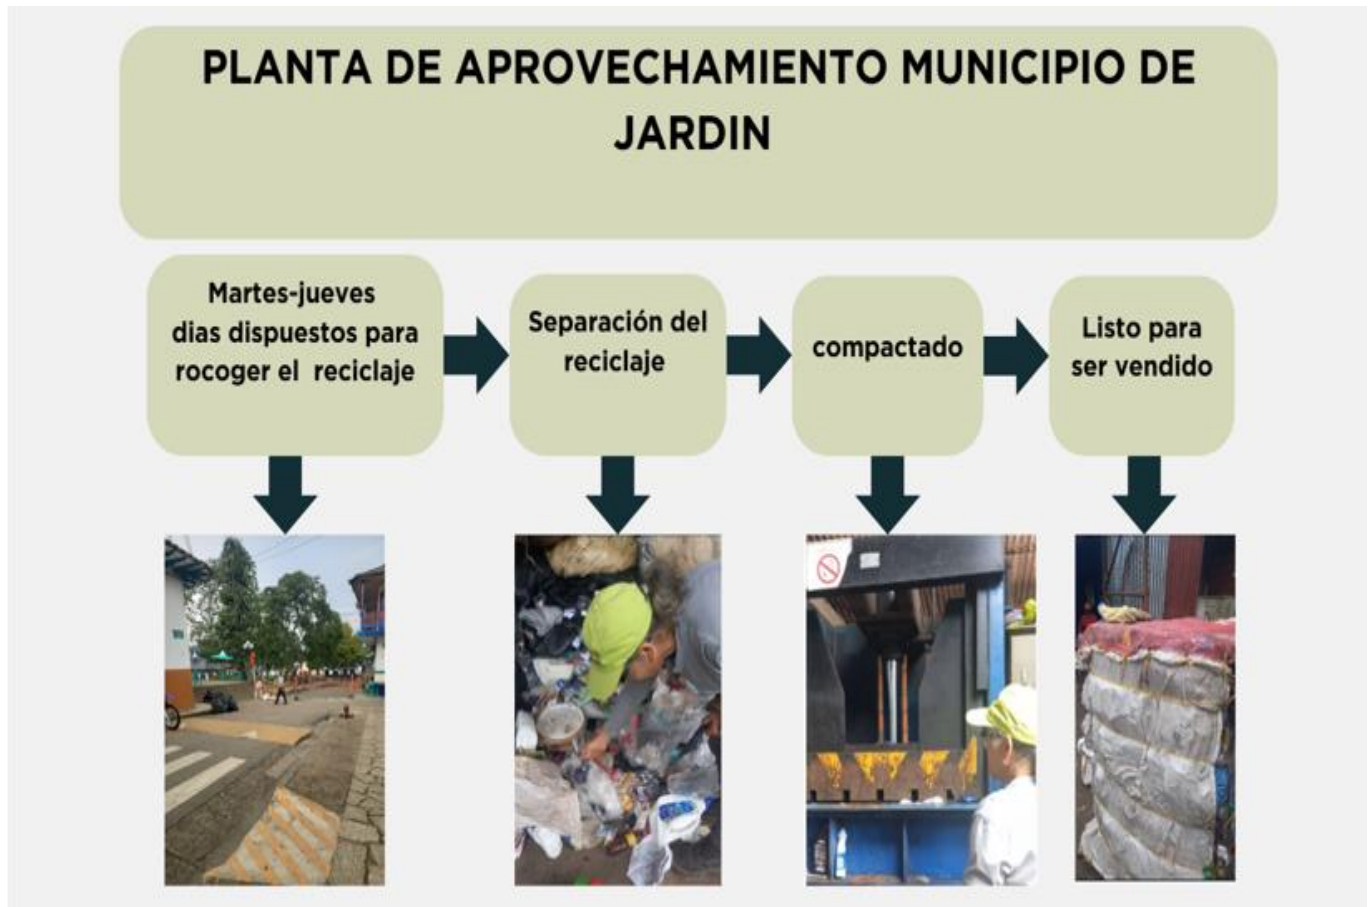 PLANTA DE APROVECHAMIENTO MUNICIPIO DE
JARDIN
Martes-jueves
dias dispuestos para
rocoger el reciclaje
Separación del
reciclaje
compactado
Listo para
ser vendido